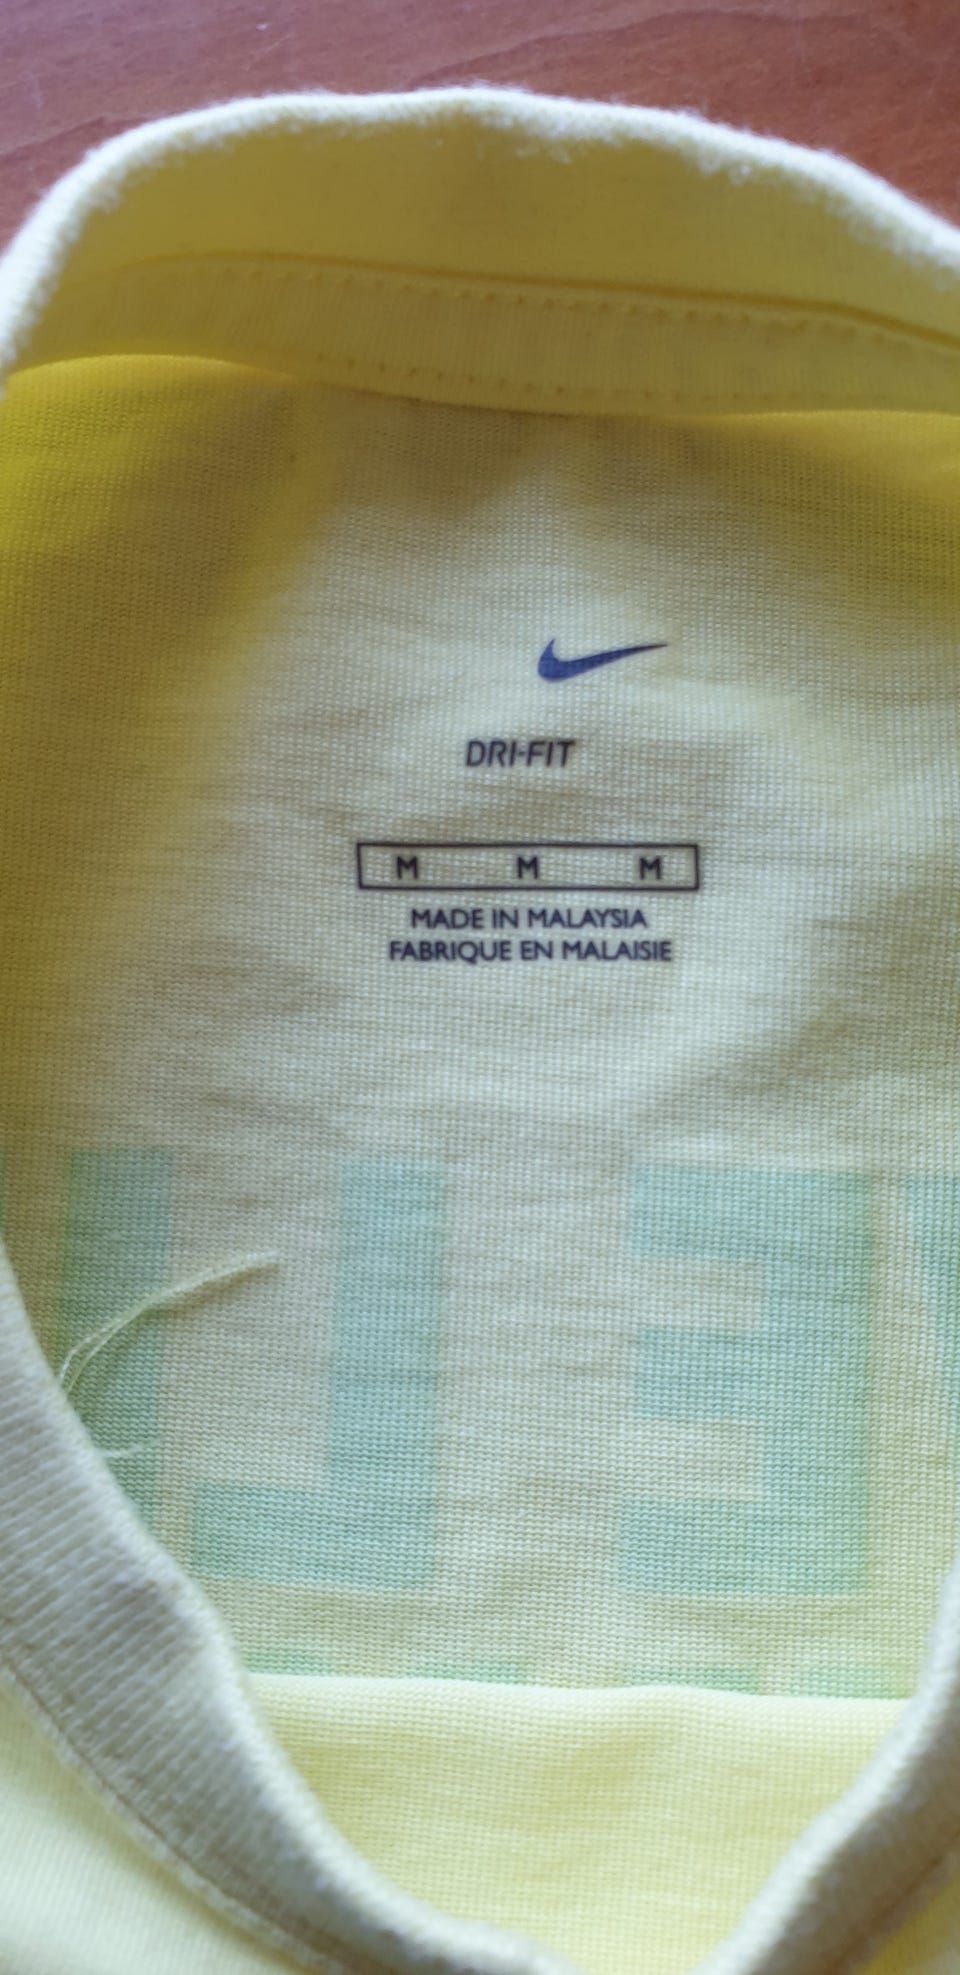 DRI-FIT
M M M
MADE IN MALAYSIA
FABRIQUE EN MALAISIE